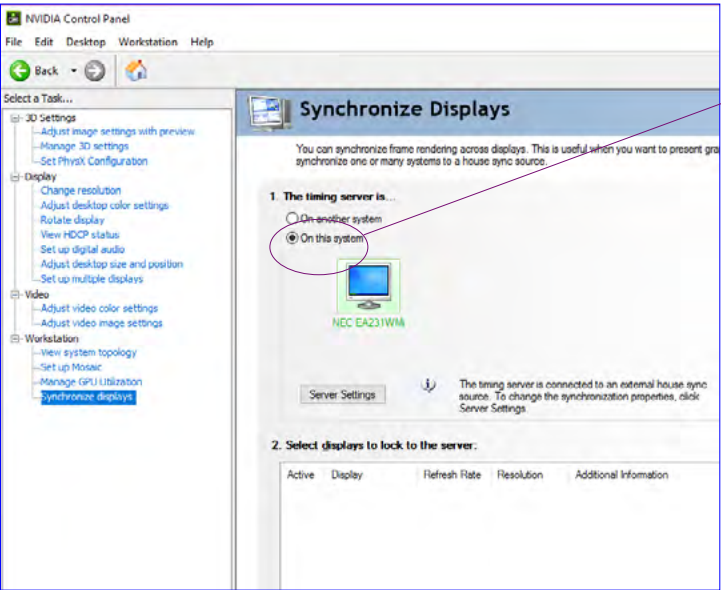 NVIDIA Control Panel
File Edit Desktop Workstation Help
Back
Select a Task...
3D Settings
Adjust image settings with preview
Manage 3D settings
Set PhysX Configuration
Display
Change resolution
Adjust desktop color settings
Rotate display
View HDCP status
Set up digital audio
Adjust desktop size and position
Set up multiple displays
Video
Adjust video color settings
Adjust video image settings
Workstation
View system topology
Set up Mosaic
Manage GPU Utilization
Synchronize displays
Synchronize Displays
You can synchronize frame rendering across displays. This is useful when you want to present gra
synchronize one or many systems to a house sync source.
1. The timing server is...
On another system
On this system
NEC EA231WMi
Server Settings
The timing server is connected to an external house sync
source. To change the synchronization properties, click
Server Settings.
2. Select displays to lock to the server:
Active Display Refresh Rate Resolution Additional Information